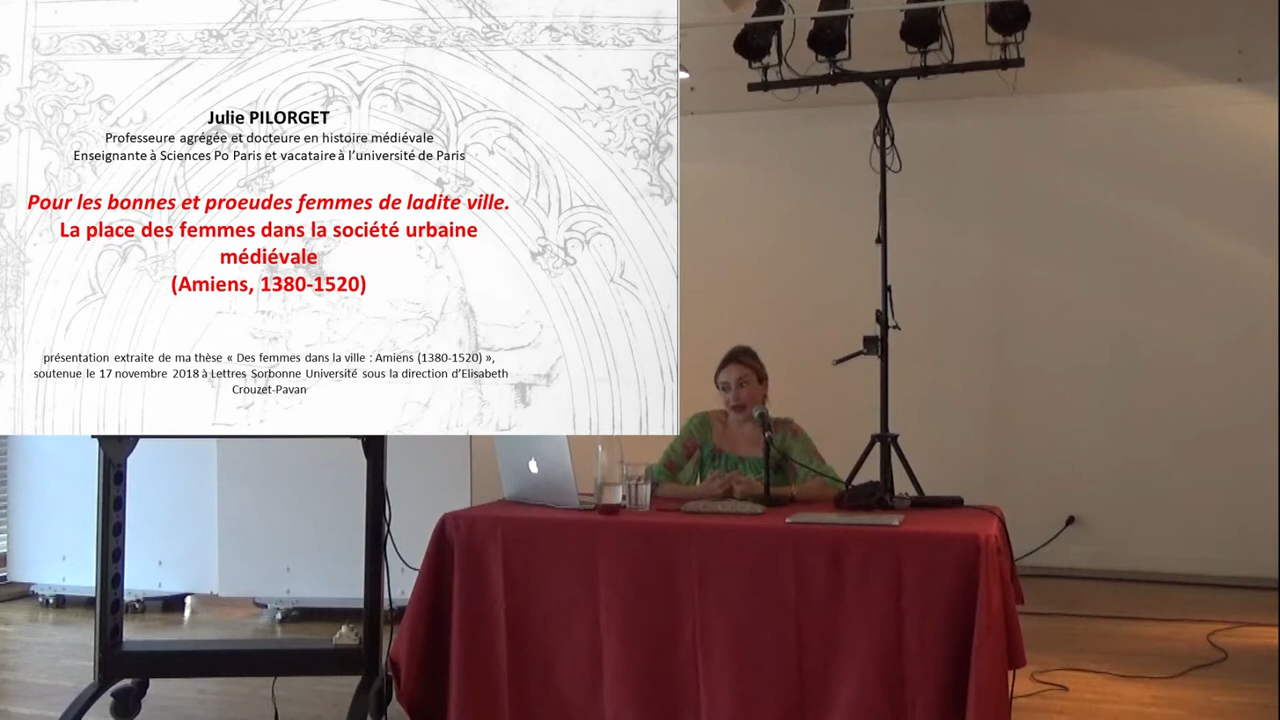 Julie PILORGET
Professeure agrégée et docteure en histoire médiévale
Enseignante à Sciences Po Paris et vacataire à l'université de Paris
Pour les bonnes et proeudes femmes de ladite ville.
La place des femmes dans la société urbaine
médiévale
(Amiens, 1380-1520)
présentation extraite de ma thèse « Des femmes dans la ville : Amiens (1380-1520) »,
soutenue le 17 novembre 2018 à Lettres Sorbonne Université sous la direction d'Elisabeth
Crouzet-Pavan